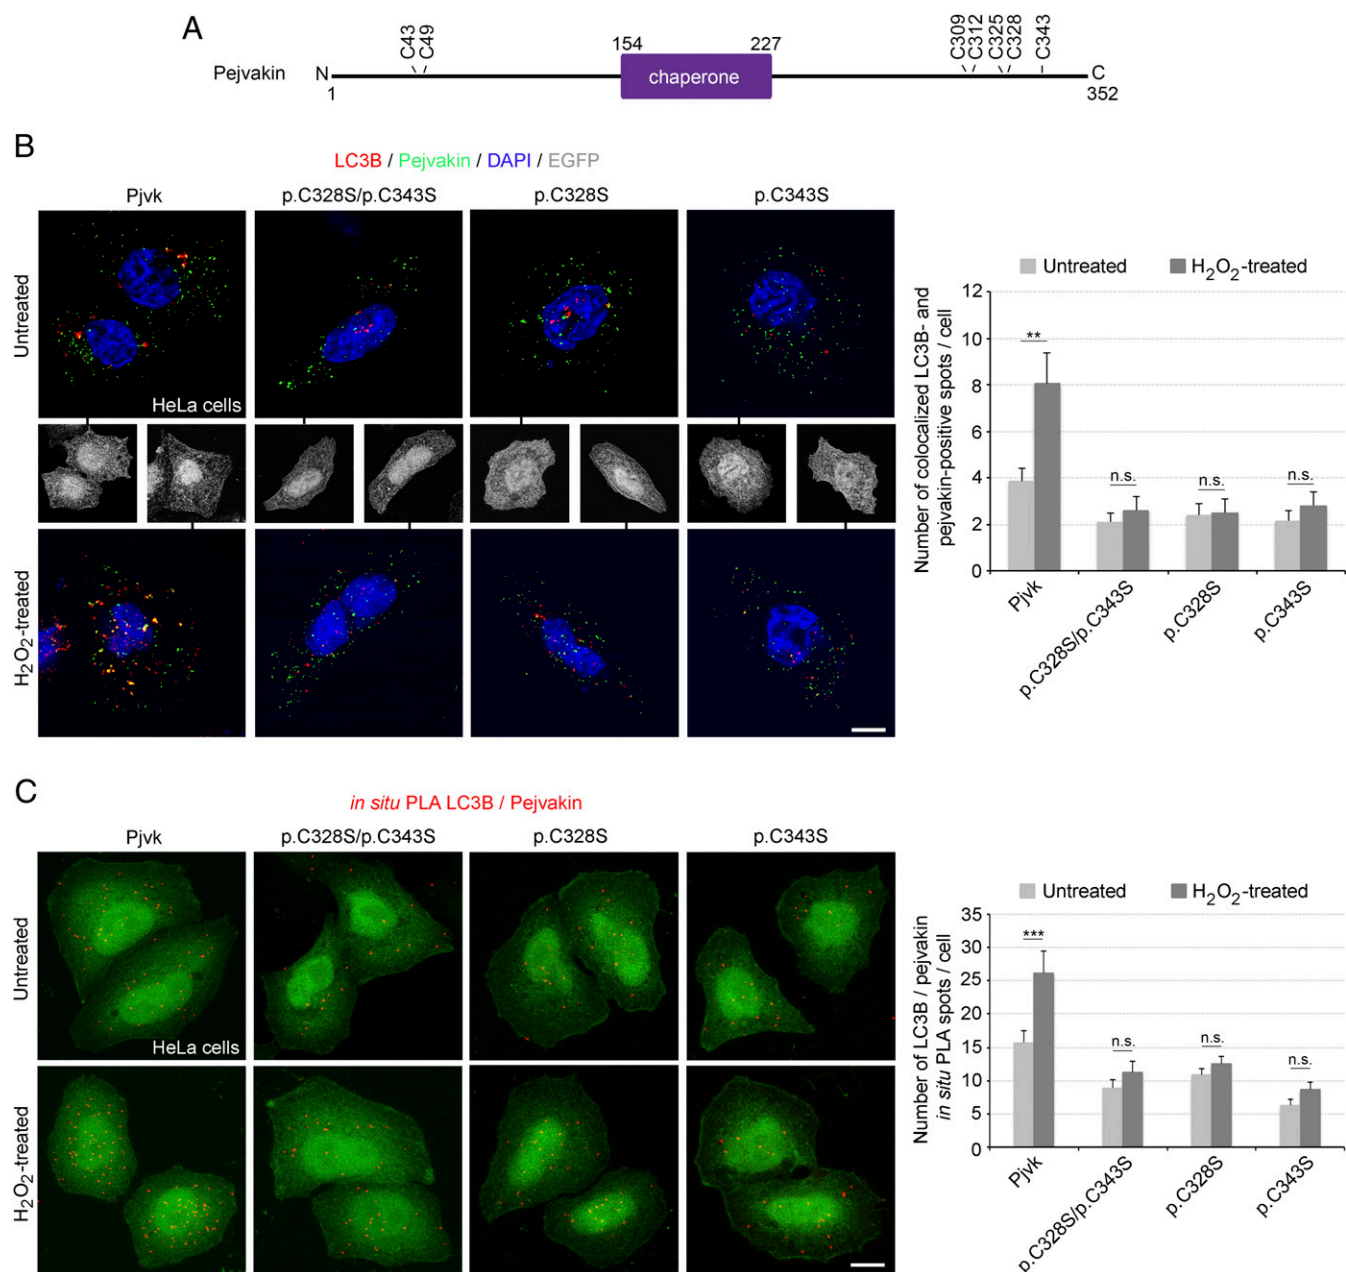 A
C43
C49
154
227
C309
C312
C325
C328
C343
Pejvakin
N
chaperone
C
1
352
B
LC3B / Pejvakin / DAPI / EGFP
Pjvk
p.C328S/p.C343S
p.C328S
p.C343S
Untreated
HeLa cells
H2O2-treated
Untreated
H2O2-treated
Number of colocalized LC3B- and
pejvakin-positive spots / cell
12
10
8
6
4
2
0
**
n.s.
n.s.
n.s.
Pjvk
p.C328S/p.C343S
p.C328S
p.C343S
C
in situ PLA LC3B / Pejvakin
Pjvk
p.C328S/p.C343S
p.C328S
p.C343S
Untreated
HeLa cells
H2O2-treated
Untreated
H2O2-treated
Number of LC3B / pejvakin
in situ PLA spots / cell
35
30
25
20
15
10
5
0
***
n.s.
n.s.
n.s.
Pjvk
p.C328S/p.C343S
p.C328S
p.C343S